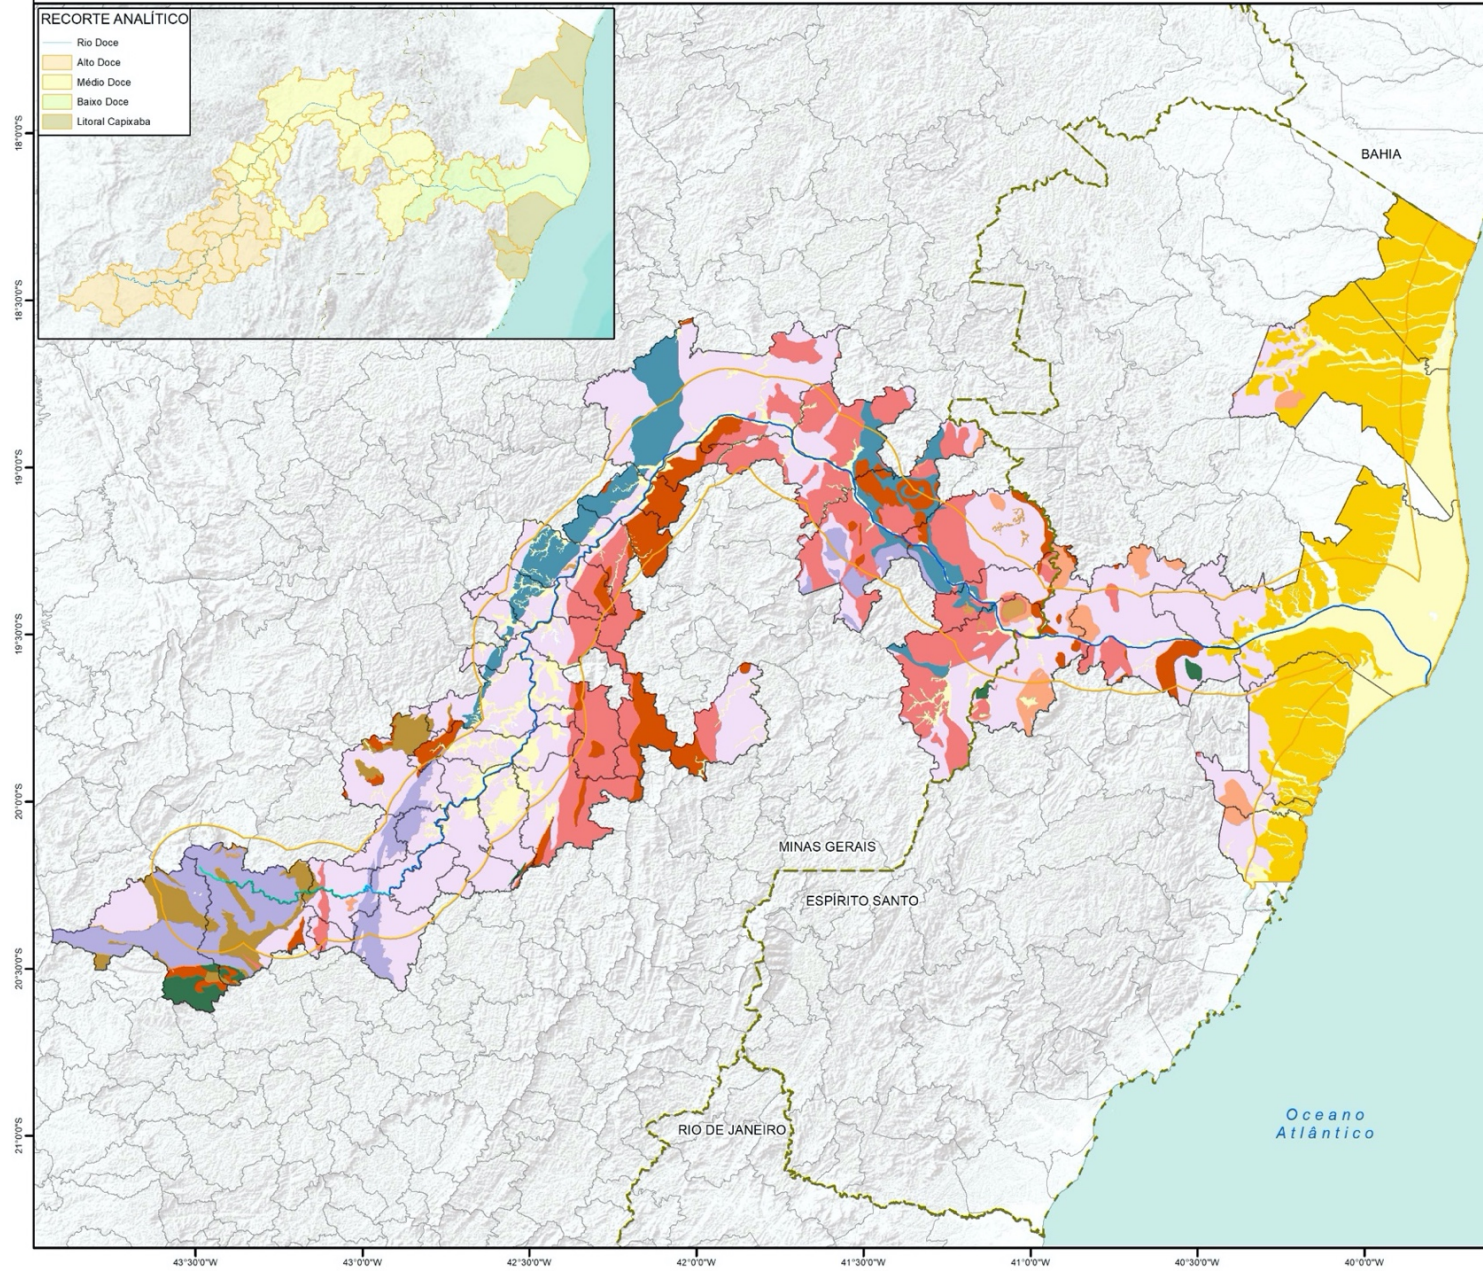 RECORTE ANALÍTICO
Rio Doce
Alto Doce
Médio Doce
Baixo Doce
Litoral Capixaba
BAHIA
MINAS GERAIS
ESPÍRITO SANTO
RIO DE JANEIRO
Oceano
Atlântico
18°0'0"S
18°30'0"S
19°0'0"S
19°30'0"S
20°0'0"S
20°30'0"S
21°0'0"S
43°30'0"W
43°0'0"W
42°30'0"W
42°0'0"W
41°30'0"W
41°0'0"W
40°30'0"W
40°0'0"W